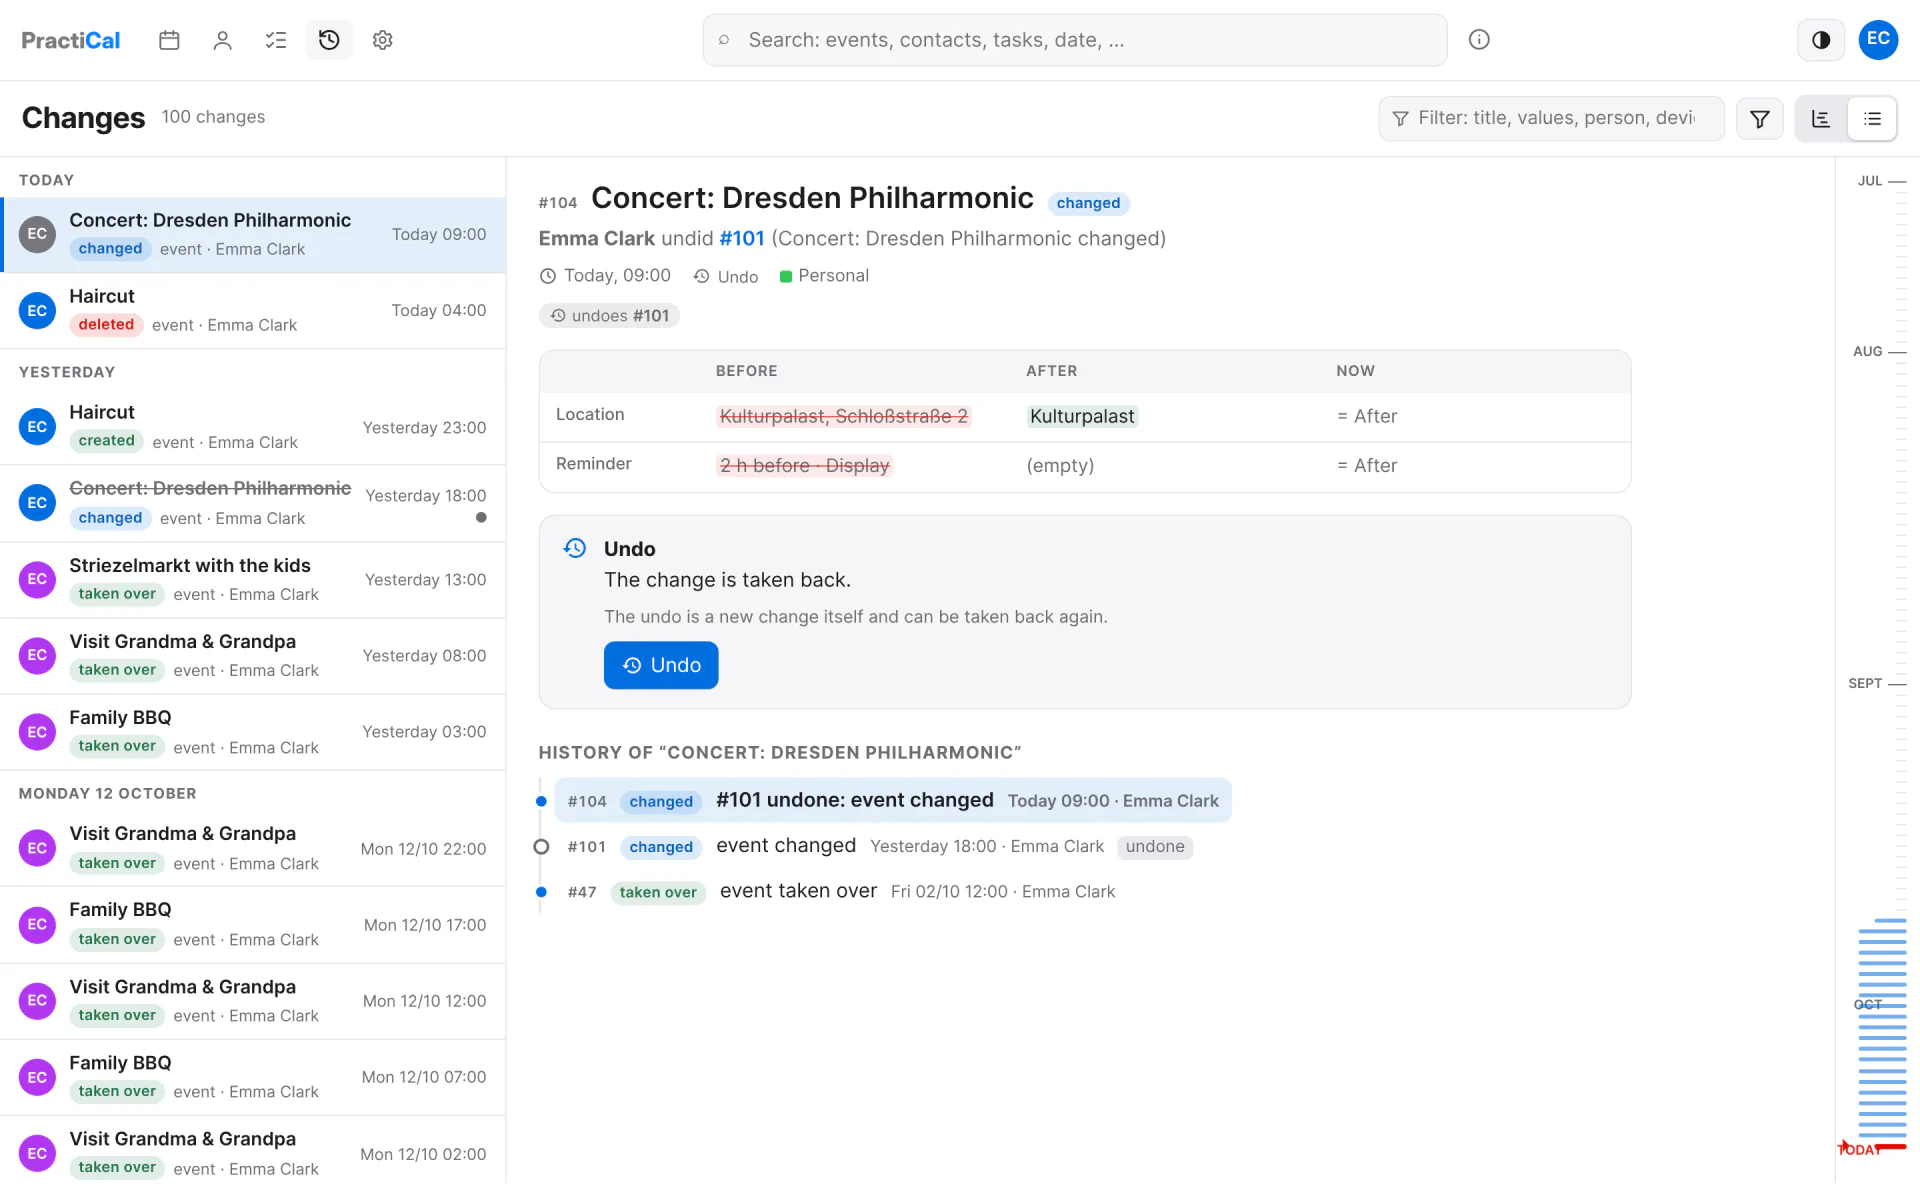 PractiCal
Search: events, contacts, tasks, date, ...
EC
Changes
100 changes
Filter: title, values, person, devi
TODAY
EC
Concert: Dresden Philharmonic
changed
event · Emma Clark
Today 09:00
EC
Haircut
deleted
event · Emma Clark
Today 04:00
YESTERDAY
EC
Haircut
created
event · Emma Clark
Yesterday 23:00
EC
Concert: Dresden Philharmonic
changed
event · Emma Clark
Yesterday 18:00
EC
Striezelmarkt with the kids
taken over
event · Emma Clark
Yesterday 13:00
EC
Visit Grandma & Grandpa
taken over
event · Emma Clark
Yesterday 08:00
EC
Family BBQ
taken over
event · Emma Clark
Yesterday 03:00
MONDAY 12 OCTOBER
EC
Visit Grandma & Grandpa
taken over
event · Emma Clark
Mon 12/10 22:00
EC
Family BBQ
taken over
event · Emma Clark
Mon 12/10 17:00
EC
Visit Grandma & Grandpa
taken over
event · Emma Clark
Mon 12/10 12:00
EC
Family BBQ
taken over
event · Emma Clark
Mon 12/10 07:00
EC
Visit Grandma & Grandpa
taken over
event · Emma Clark
Mon 12/10 02:00
#104 Concert: Dresden Philharmonic changed
Emma Clark undid #101 (Concert: Dresden Philharmonic changed)
Today, 09:00 Undo Personal
undoes #101
BEFORE AFTER NOW
Location Kulturpalast, Schloßstraße 2 Kulturpalast = After
Reminder 2 h before · Display (empty) = After
Undo
The change is taken back.
The undo is a new change itself and can be taken back again.
Undo
HISTORY OF “CONCERT: DRESDEN PHILHARMONIC”
#104 changed #101 undone: event changed Today 09:00 · Emma Clark
#101 changed event changed Yesterday 18:00 · Emma Clark undone
#47 taken over event taken over Fri 02/10 12:00 · Emma Clark
JUL
AUG
SEPT
OCT
TODAY